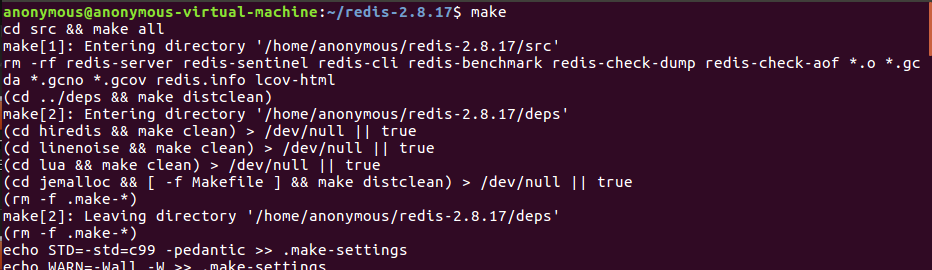 anonymous@anonymous-virtual-machine:~/redis-2.8.17$ make
cd src && make all
make[1]: Entering directory '/home/anonymous/redis-2.8.17/src'
rm -rf redis-server redis-sentinel redis-cli redis-benchmark redis-check-dump redis-check-aof *.o *.gc
da *.gcno *.gcov redis.info lcov-html
(cd ../deps && make distclean)
make[2]: Entering directory '/home/anonymous/redis-2.8.17/deps'
(cd hiredis && make clean) > /dev/null || true
(cd linenoise && make clean) > /dev/null || true
(cd lua && make clean) > /dev/null || true
(cd jemalloc && [ -f Makefile ] && make distclean) > /dev/null || true
(rm -f .make-*)
make[2]: Leaving directory '/home/anonymous/redis-2.8.17/deps'
(rm -f .make-*)
echo STD=-std=c99 -pedantic >> .make-settings
echo WARN=-Wall -W >> .make-settings